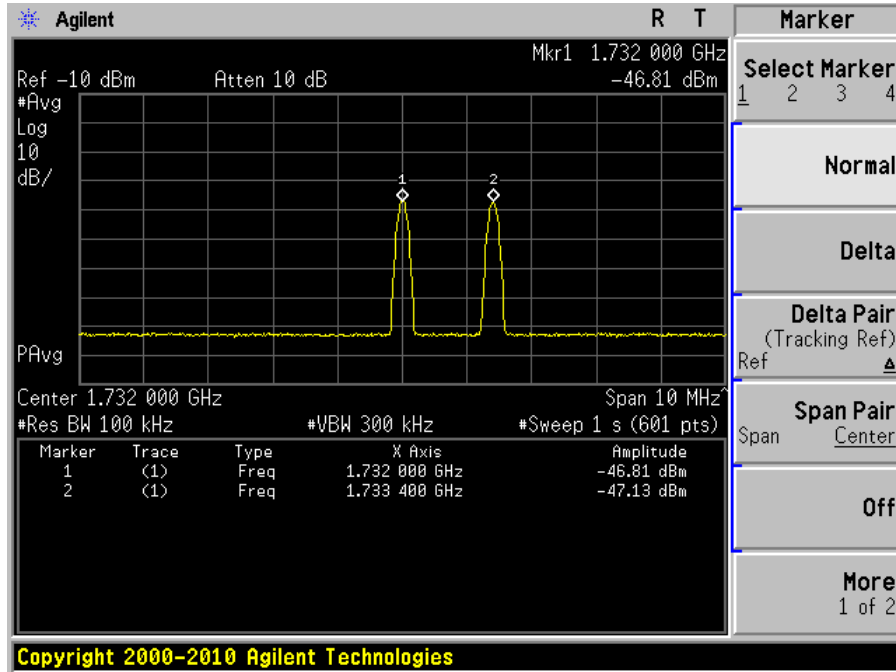 Agilent R T
Mkr1 1.732 000 GHz
Ref -10 dBm Atten 10 dB -46.81 dBm
#Avg
Log
10
dB/
1 2
PAvg
Center 1.732 000 GHz Span 10 MHz^
#Res BW 100 kHz #VBW 300 kHz #Sweep 1 s (601 pts)
Marker Trace Type X Axis Amplitude
1 (1) Freq 1.732 000 GHz -46.81 dBm
2 (1) Freq 1.733 400 GHz -47.13 dBm
Marker
Select Marker
1 2 3 4
Normal
Delta
Delta Pair
(Tracking Ref)
Ref Δ
Span Pair
Span Center
Off
More
1 of 2
Copyright 2000-2010 Agilent Technologies